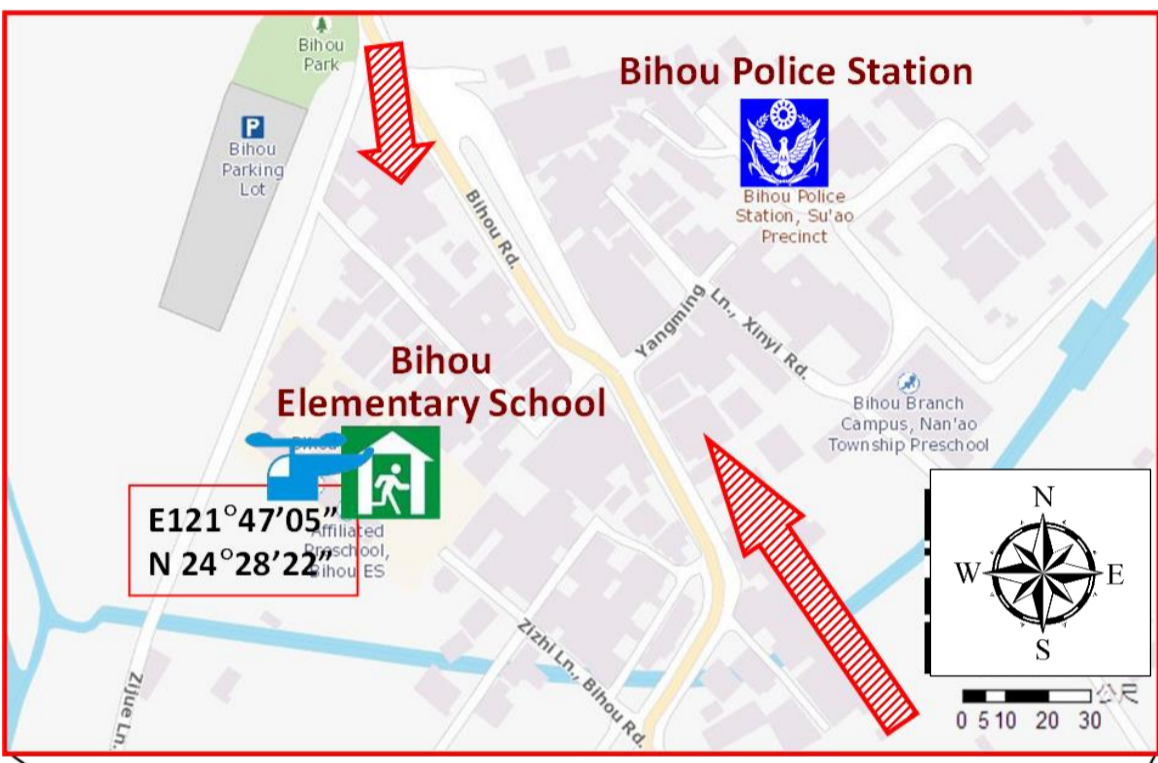 Bihou
Park
Bihou Police Station
P
Bihou
Parking
Lot
Bihou Police
Station, Su'ao
Precinct
Bihou Rd.
Yangming
Ln., Xinyi Rd.
Bihou
Elementary School
Bihou Branch
Campus, Nan'ao
Township Preschool
E121°47’05”
N 24°28’22”
Affiliated
Preschool,
Bihou ES
N
W
E
S
Zizhi Ln., Bihou Rd.
Zijue Ln.
公尺
0 5 10 20 30